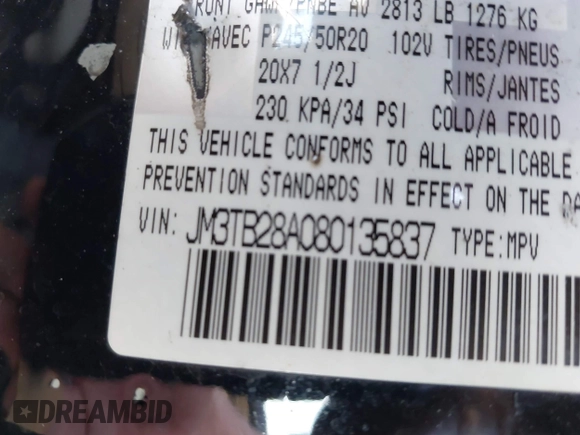 FRONT GAWR/PNBE AV 2813 LB 1276 KG
AVEC P245/50R20 102V TIRES/PNEUS
20X7 1/2J RIMS/JANTES
230 KPA/34 PSI COLD/A FROID
THIS VEHICLE CONFORMS TO ALL APPLICABLE
PREVENTION STANDARDS IN EFFECT ON THE
VIN: JM3TB28A080135837 TYPE:MPV
DREAMBID